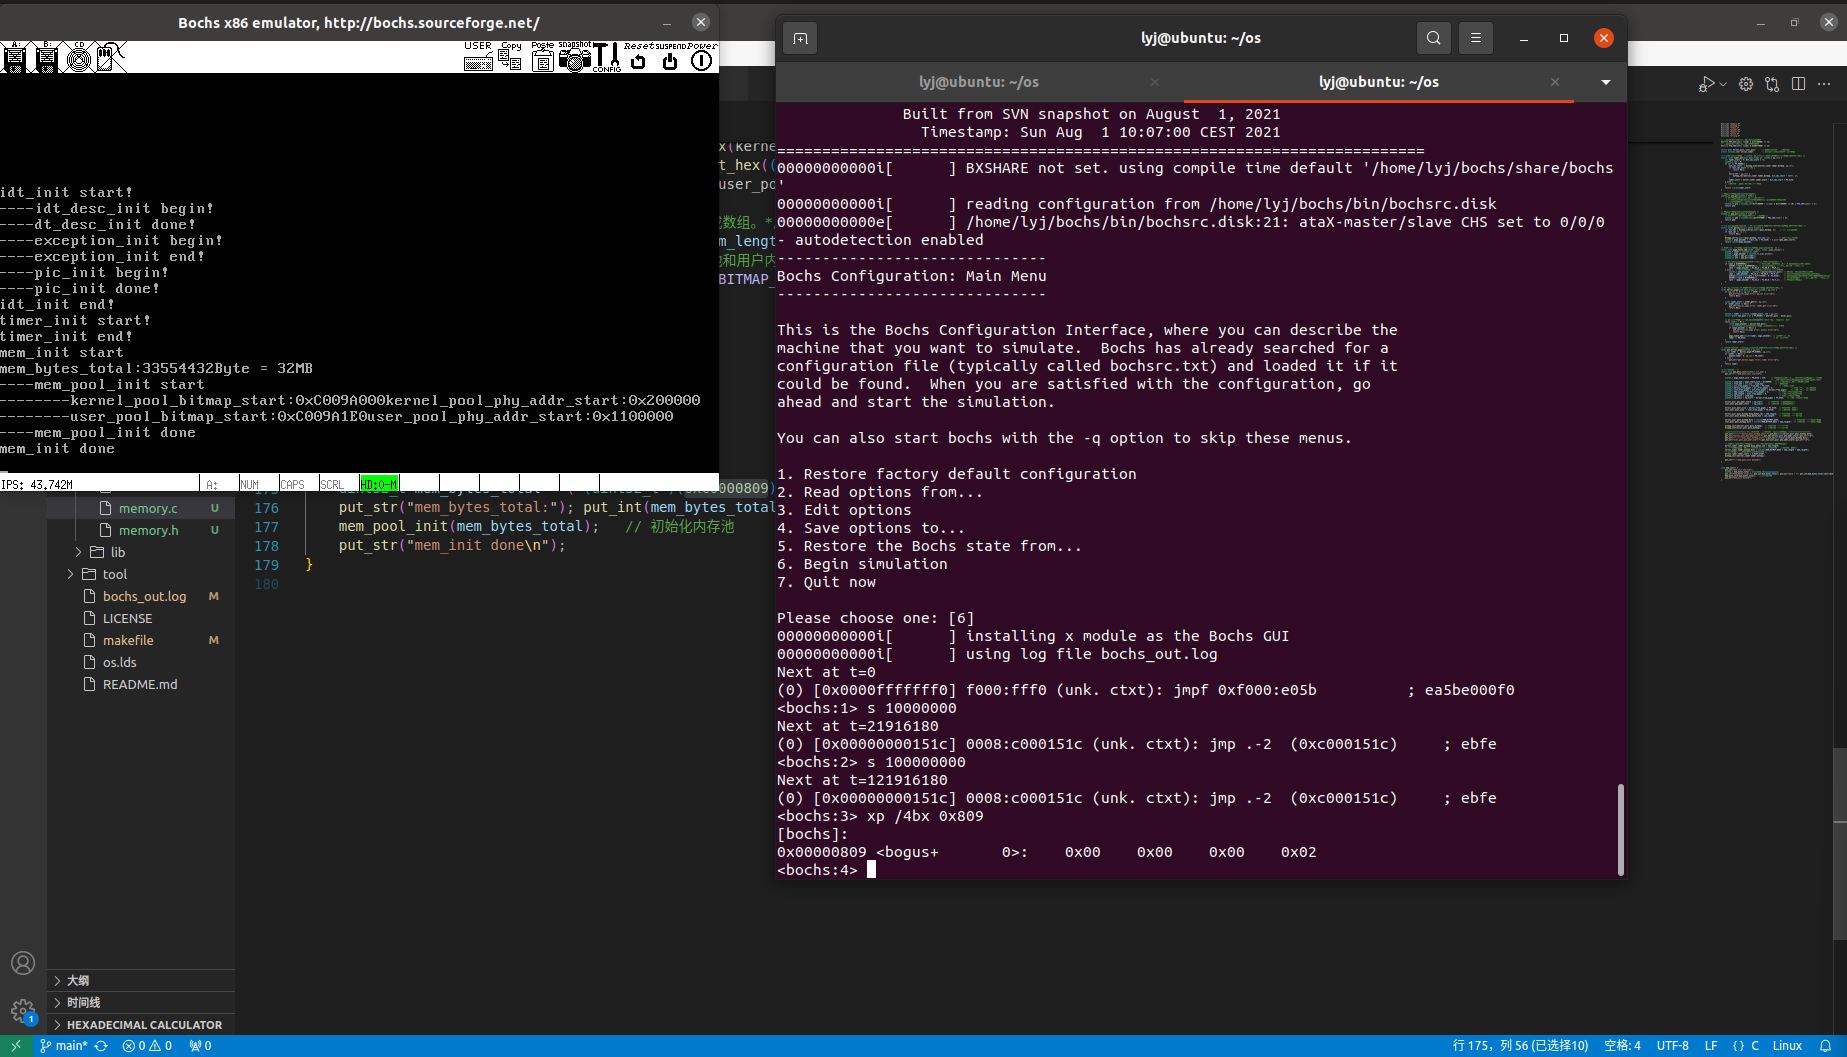 Bochs x86 emulator, http://bochs.sourceforge.net/
A:
B:
CD
USER
Copy
Paste
snapshot
CONFIG
Reset
SUSPEND
Power
idt_init start!
----idt_desc_init begin!
----dt_desc_init done!
----exception_init begin!
----exception_init end!
----pic_init begin!
----pic_init done!
idt_init end!
timer_init start!
timer_init end!
mem_init start
mem_bytes_total:33554432Byte = 32MB
----mem_pool_init start
--------kernel_pool_bitmap_start:0xC009A000kernel_pool_phy_addr_start:0x200000
--------user_pool_bitmap_start:0xC009A1E0user_pool_phy_addr_start:0x1100000
----mem_pool_init done
mem_init done
IPS: 43.742M
A:
NUM
CAPS
SCRL
HD:0-M
x(kerne
t_hex((
user_po
成数组。*
m_lengt
池和用户内
BITMAP_
(0xc0000809)
memory.c U
memory.h U
lib
tool
bochs_out.log M
LICENSE
makefile M
os.lds
README.md
176 put_str("mem_bytes_total:"); put_int(mem_bytes_total
177 mem_pool_init(mem_bytes_total); // 初始化内存池
178 put_str("mem_init done\n");
179 }
180
lyj@ubuntu: ~/os
lyj@ubuntu: ~/os
lyj@ubuntu: ~/os
Built from SVN snapshot on August  1, 2021
Timestamp: Sun Aug  1 10:07:00 CEST 2021
========================================================================
00000000000i[      ] BXSHARE not set. using compile time default '/home/lyj/bochs/share/bochs
'
00000000000i[      ] reading configuration from /home/lyj/bochs/bin/bochsrc.disk
00000000000e[      ] /home/lyj/bochs/bin/bochsrc.disk:21: ataX-master/slave CHS set to 0/0/0
- autodetection enabled
------------------------------
Bochs Configuration: Main Menu
------------------------------
This is the Bochs Configuration Interface, where you can describe the
machine that you want to simulate.  Bochs has already searched for a
configuration file (typically called bochsrc.txt) and loaded it if it
could be found.  When you are satisfied with the configuration, go
ahead and start the simulation.
You can also start bochs with the -q option to skip these menus.
1. Restore factory default configuration
2. Read options from...
3. Edit options
4. Save options to...
5. Restore the Bochs state from...
6. Begin simulation
7. Quit now
Please choose one: [6]
00000000000i[      ] installing x module as the Bochs GUI
00000000000i[      ] using log file bochs_out.log
Next at t=0
(0) [0x0000fffffff0] f000:fff0 (unk. ctxt): jmpf 0xf000:e05b          ; ea5be000f0
<bochs:1> s 10000000
Next at t=21916180
(0) [0x00000000151c] 0008:c000151c (unk. ctxt): jmp .-2  (0xc000151c)     ; ebfe
<bochs:2> s 100000000
Next at t=121916180
(0) [0x00000000151c] 0008:c000151c (unk. ctxt): jmp .-2  (0xc000151c)     ; ebfe
<bochs:3> xp /4bx 0x809
[bochs]:
0x00000809 <bogus+       0>:    0x00    0x00    0x00    0x02
<bochs:4>
大纲
时间线
HEXADECIMAL CALCULATOR
1
main*
0
0
0
行 175，列 56 (已选择10)
空格: 4
UTF-8
LF
{ } C
Linux